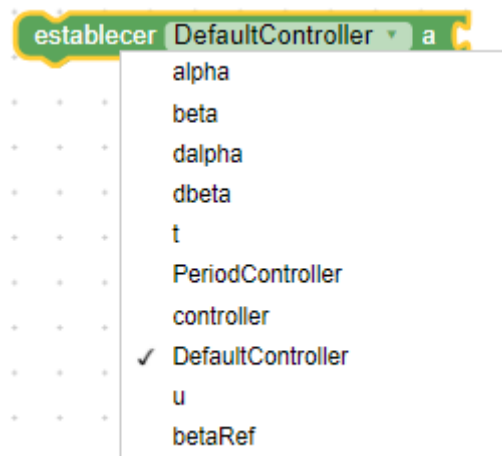 establecer DefaultController a
alpha
beta
dalpha
dbeta
t
PeriodController
controller
✓ DefaultController
u
betaRef